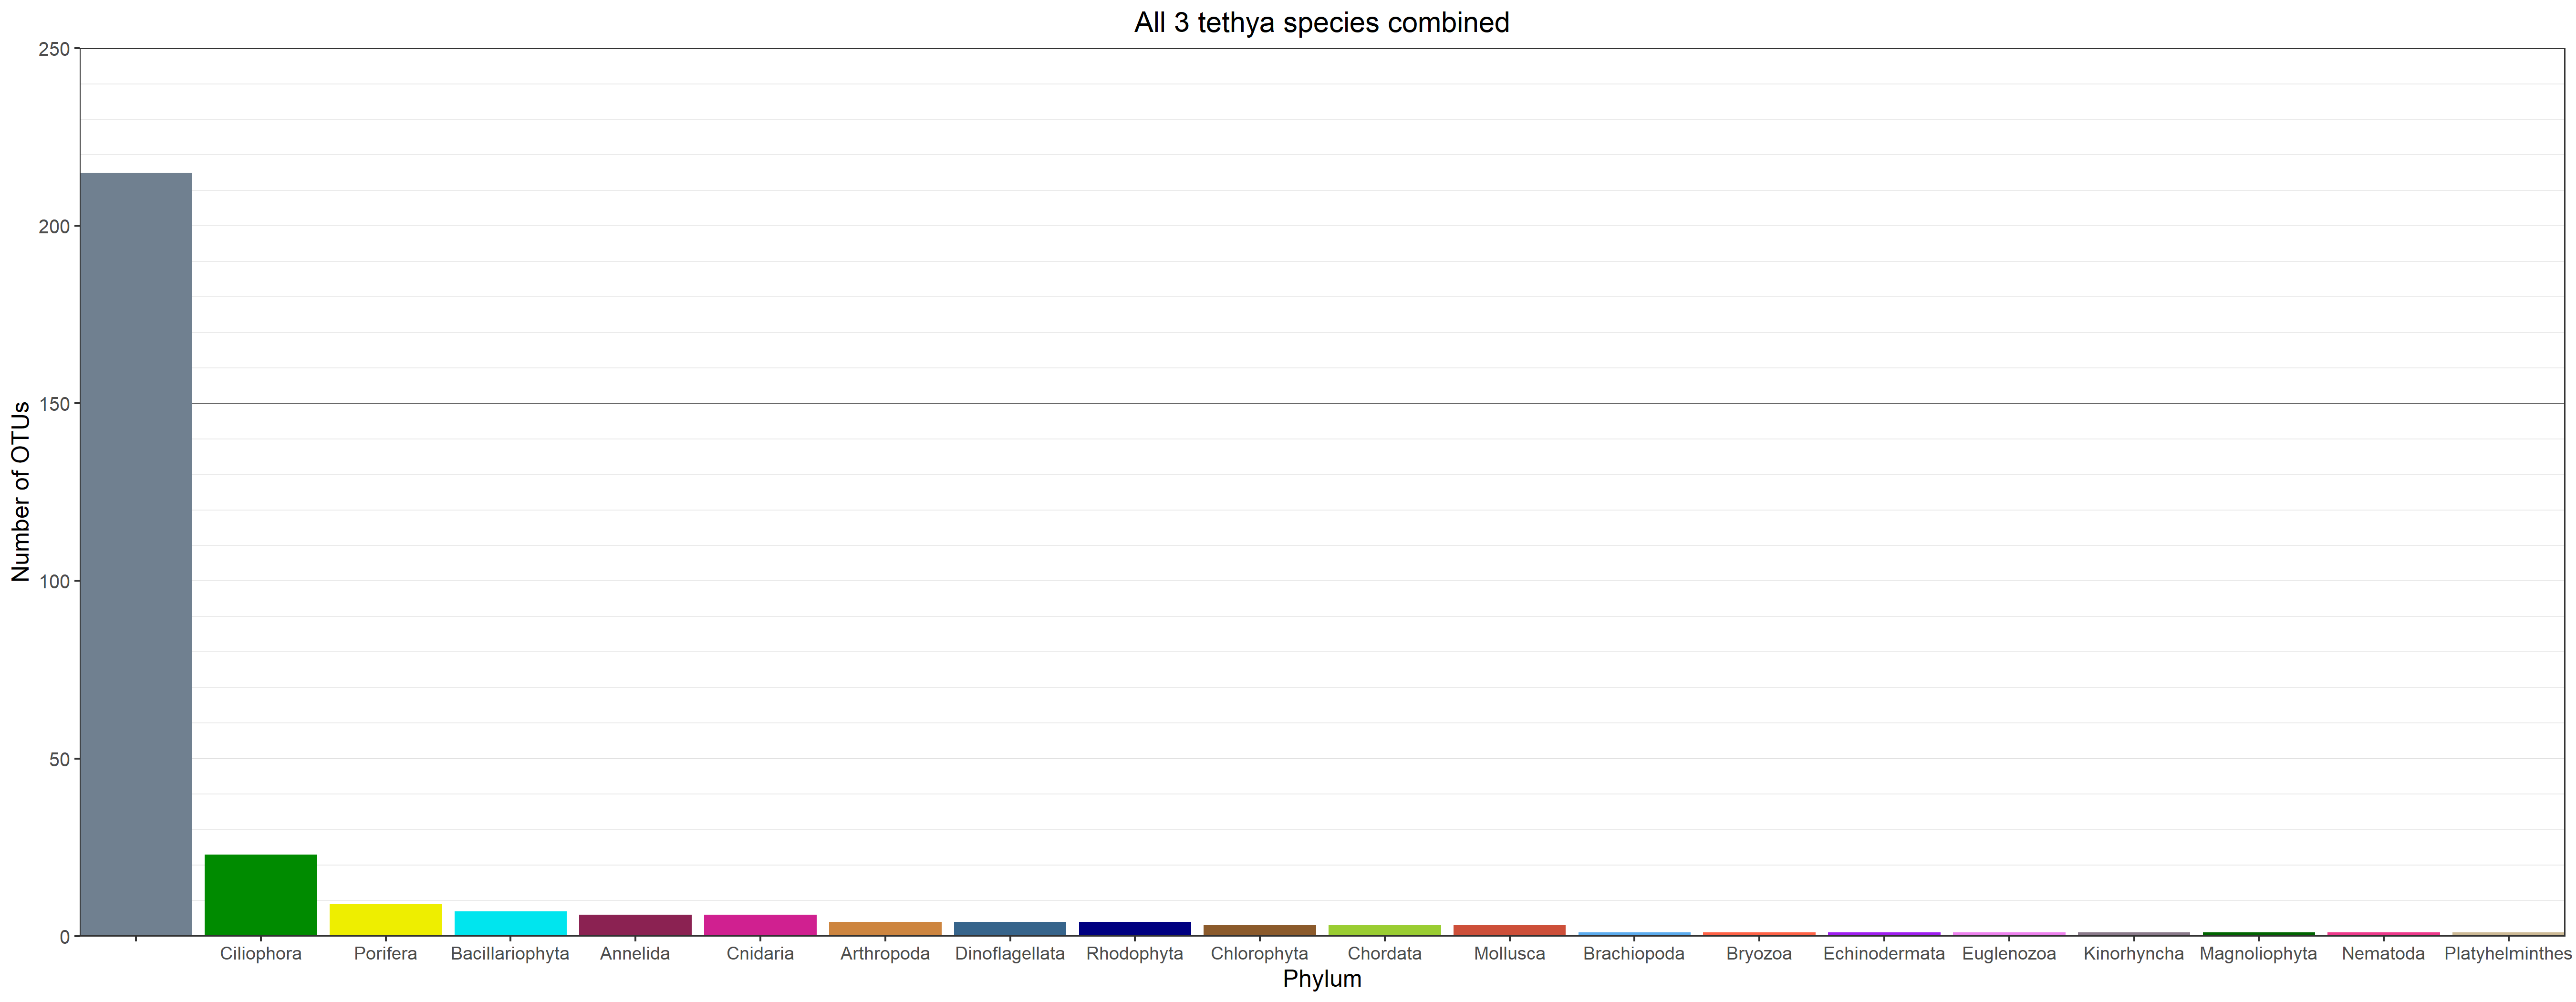 All 3 tethya species combined
250
200
150
100
50
0
Number of OTUs
Ciliophora Porifera Bacillariophyta Annelida Cnidaria Arthropoda Dinoflagellata Rhodophyta Chlorophyta Chordata Mollusca Brachiopoda Bryozoa Echinodermata Euglenozoa Kinorhyncha Magnoliophyta Nematoda Platyhelminthes
Phylum